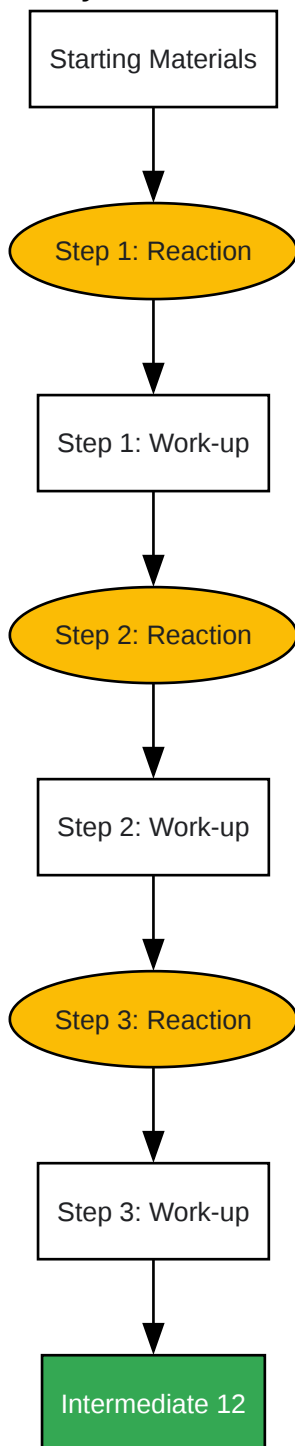 Starting Materials
Step 1: Reaction
Step 1: Work-up
Step 2: Reaction
Step 2: Work-up
Step 3: Reaction
Step 3: Work-up
Intermediate 12